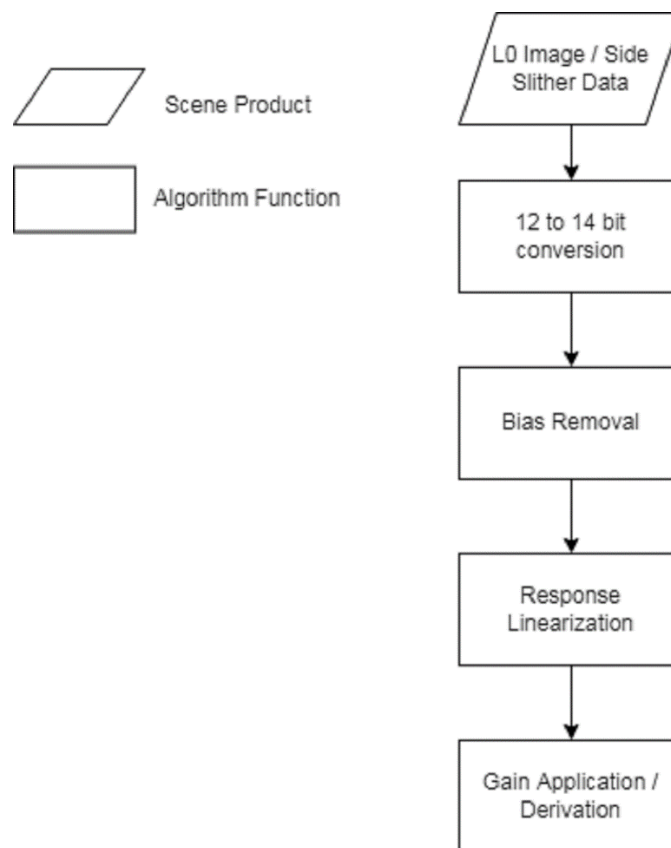 Scene Product
Algorithm Function
L0 Image / Side
Slither Data
12 to 14 bit
conversion
Bias Removal
Response
Linearization
Gain Application /
Derivation